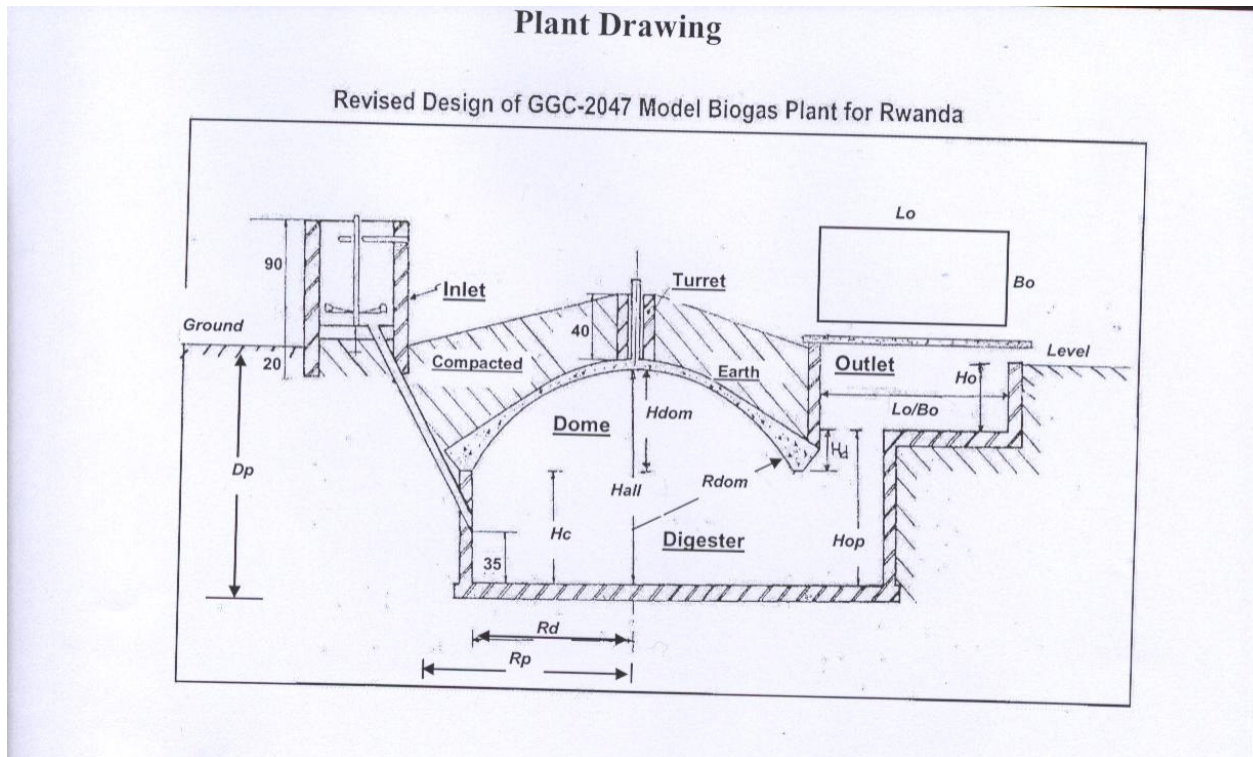 Plant Drawing
Revised Design of GGC-2047 Model Biogas Plant for Rwanda
Lo
Bo
90
Inlet
Turret
Ground
40
20
Compacted
Earth
Outlet
Ho
Level
Lo/Bo
Hdom
Dome
Hd
Dp
Hall
Rdom
Hc
Digester
Hop
35
Rd
Rp